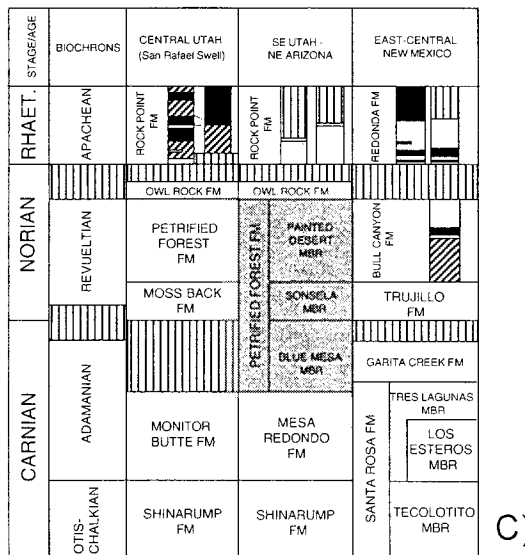 STAGE/AGE
BIOCHRONS
CENTRAL UTAH
(San Rafael Swell)
SE UTAH -
NE ARIZONA
EAST-CENTRAL
NEW MEXICO
RHAET.
APACHEAN
ROCK POINT
FM
ROCK POINT
FM
REDONDA FM
OWL ROCK FM
OWL ROCK FM
NORIAN
REVUELTIAN
PETRIFIED
FOREST
FM
PETRIFIED FOREST FM
PAINTED
DESERT
MBR
BULL CANYON
FM
MOSS BACK
FM
SONSELA
MBR
TRUJILLO
FM
BLUE MESA
MBR
GARITA CREEK FM
CARNIAN
ADAMANIAN
MONITOR
BUTTE FM
MESA
REDONDO
FM
SANTA ROSA FM
TRES LAGUNAS
MBR
LOS
ESTEROS
MBR
OTIS-
CHALKIAN
SHINARUMP
FM
SHINARUMP
FM
TECOLOTITO
MBR
C)